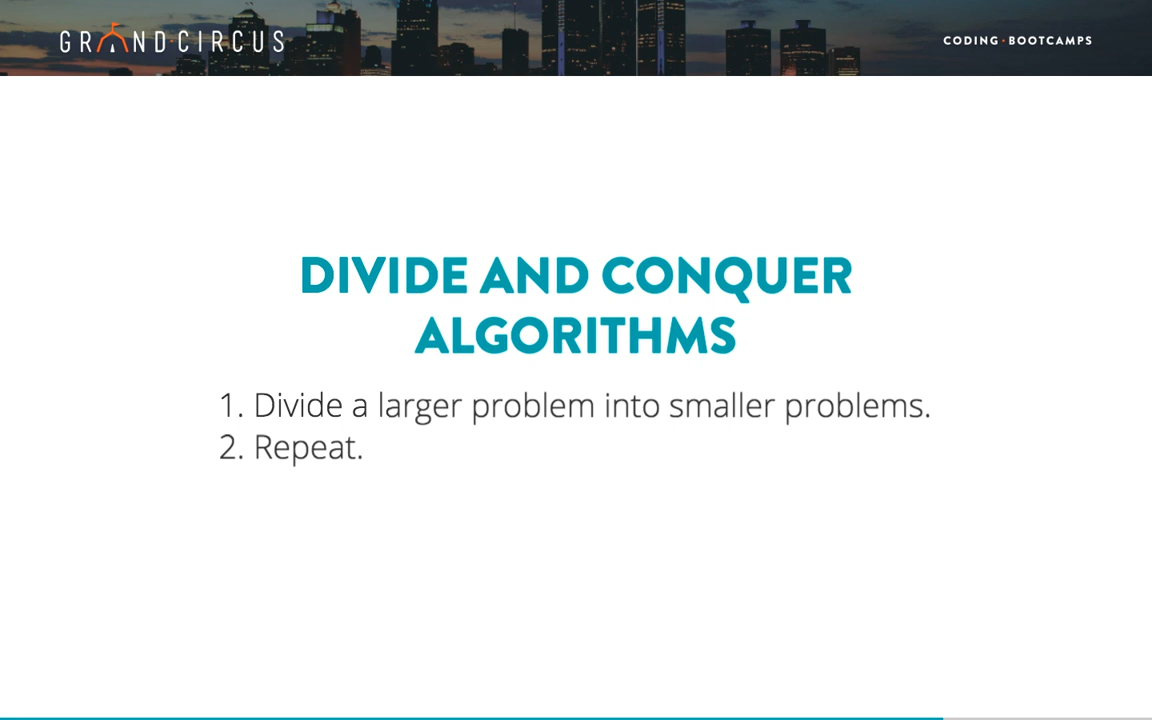 GRAND CIRCUS
CODING · BOOTCAMPS
DIVIDE AND CONQUER
ALGORITHMS
1. Divide a larger problem into smaller problems.
2. Repeat.